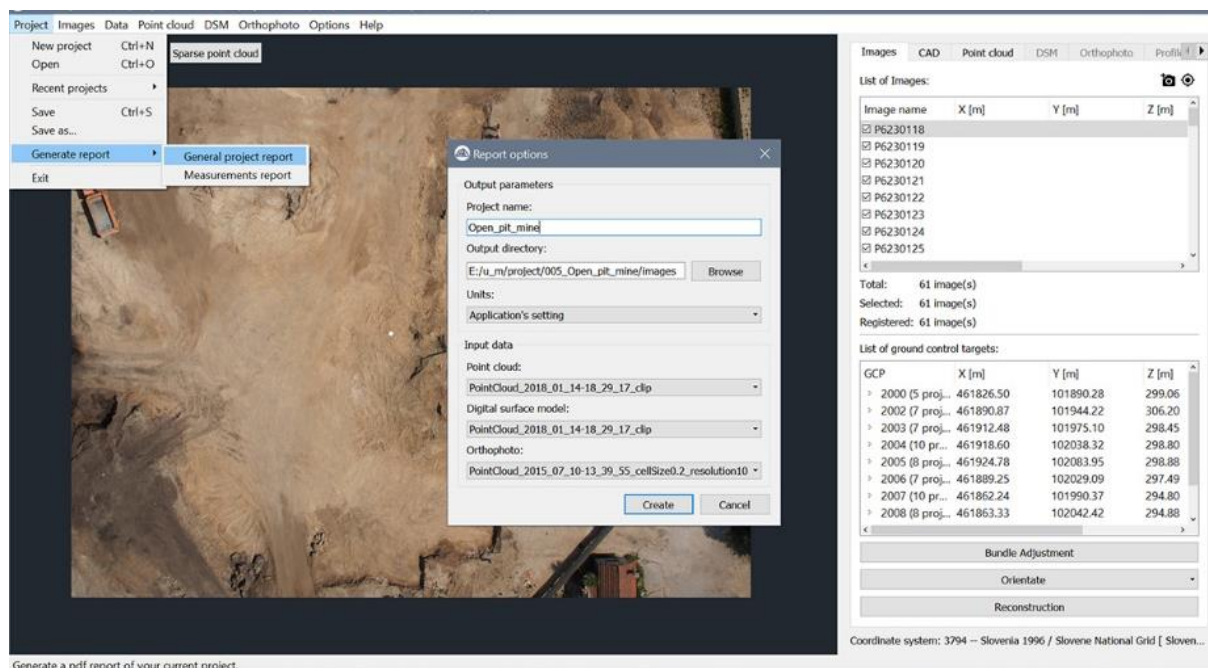 Project Images Data Point cloud DSM Orthophoto Options Help
New project Ctrl+N
Open Ctrl+O
Recent projects
Save Ctrl+S
Save as...
Generate report
Exit
General project report
Measurements report
Sparse point cloud
Report options
Output parameters
Project name:
Open_pit_mine
Output directory:
E:/u_m/project/005_Open_pit_mine/images Browse
Units:
Application's setting
Input data
Point cloud:
PointCloud_2018_01_14-18_29_17_clip
Digital surface model:
PointCloud_2018_01_14-18_29_17_clip
Orthophoto:
PointCloud_2015_07_10-13_39_55_cellSize0.2_resolution10
Create Cancel
Images CAD Point cloud DSM Orthophoto Profile
List of Images:
Image name X [m] Y [m] Z [m]
P6230118
P6230119
P6230120
P6230121
P6230122
P6230123
P6230124
P6230125
Total: 61 image(s)
Selected: 61 image(s)
Registered: 61 image(s)
List of ground control targets:
GCP X [m] Y [m] Z [m]
2000 (5 proj... 461826.50 101890.28 299.06
2002 (7 proj... 461890.87 101944.22 306.20
2003 (7 proj... 461912.48 101975.10 298.45
2004 (10 pr... 461918.60 102038.32 298.80
2005 (8 proj... 461924.78 102083.95 298.88
2006 (7 proj... 461889.25 102029.09 297.49
2007 (10 pr... 461862.24 101990.37 294.80
2008 (8 proj... 461863.33 102042.42 294.88
Bundle Adjustment
Orientate
Reconstruction
Coordinate system: 3794 -- Slovenia 1996 / Slovene National Grid [ Sloven...
Generate a pdf report of your current project.